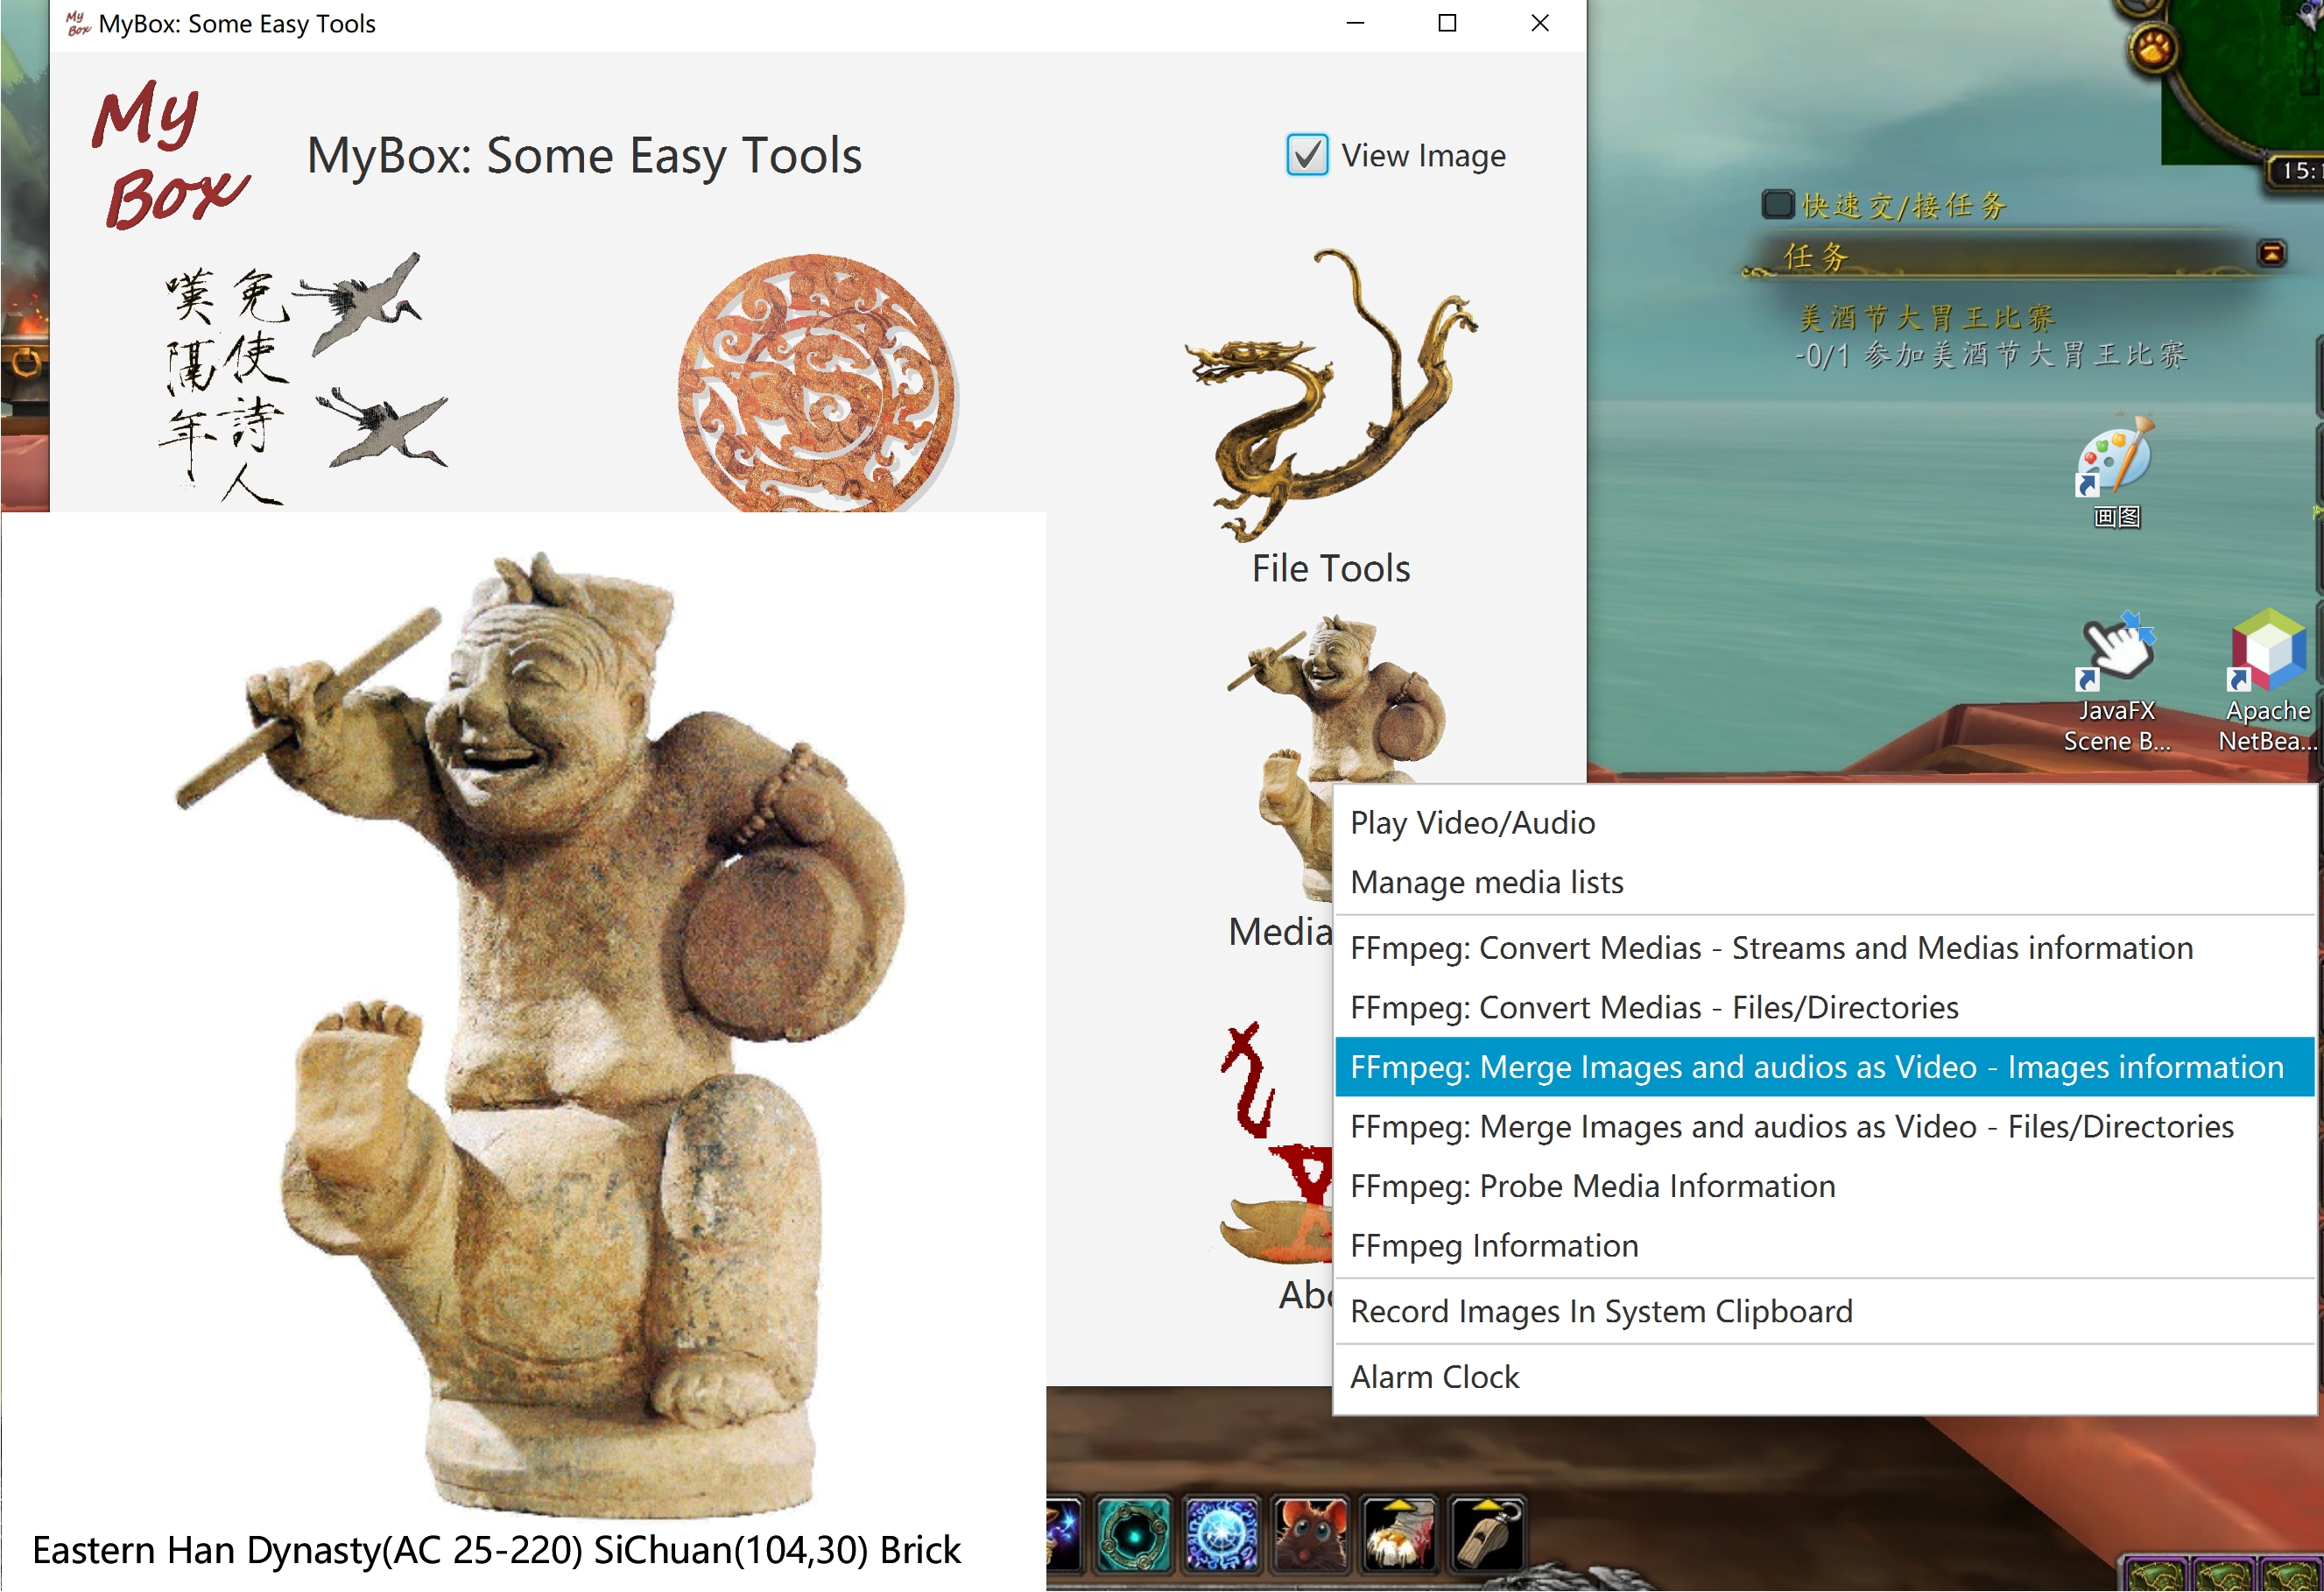 My Box MyBox: Some Easy Tools
My
Box
MyBox: Some Easy Tools
View Image
免使詩人
嘆隔年
File Tools
Media
Abo
Eastern Han Dynasty(AC 25-220) SiChuan(104,30) Brick
Play Video/Audio
Manage media lists
FFmpeg: Convert Medias - Streams and Medias information
FFmpeg: Convert Medias - Files/Directories
FFmpeg: Merge Images and audios as Video - Images information
FFmpeg: Merge Images and audios as Video - Files/Directories
FFmpeg: Probe Media Information
FFmpeg Information
Record Images In System Clipboard
Alarm Clock
15:
快速交/接任务
任务
美酒节大胃王比赛
-0/1 参加美酒节大胃王比赛
画图
JavaFX
Scene B...
Apache
NetBea...